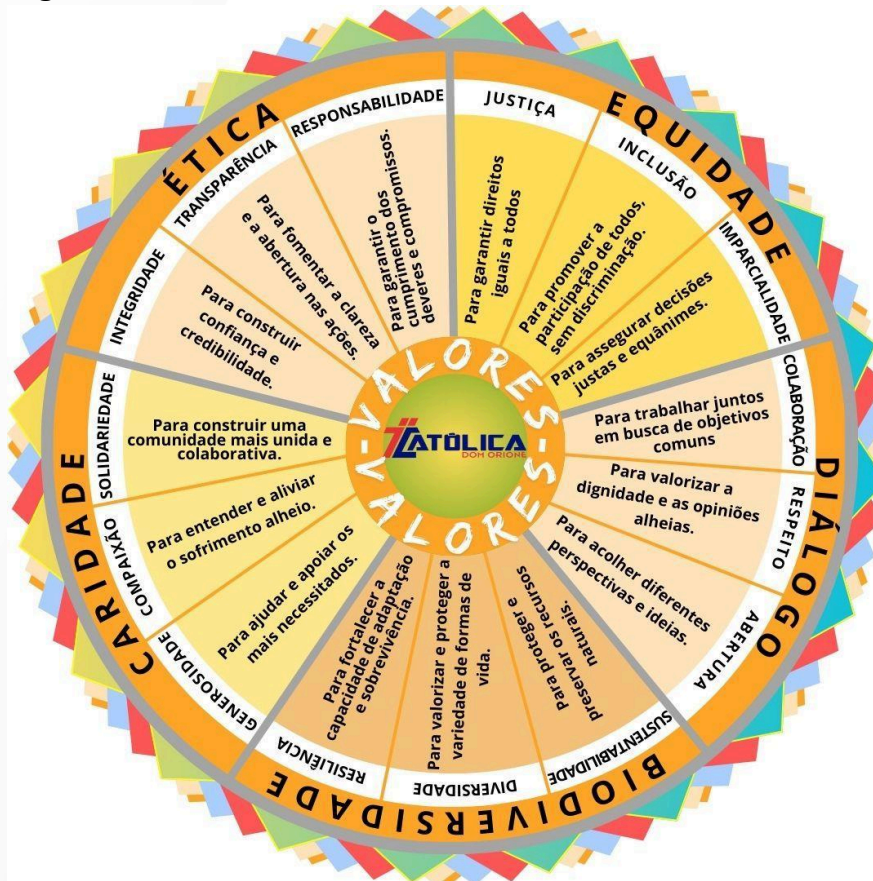 VALORES
VALORES
CATÓLICA
DOM ORIONE
EQUIDADE
JUSTIÇA
Para garantir direitos
iguais a todos
INCLUSÃO
Para promover a
participação de todos,
sem discriminação.
IMPARCIALIDADE
Para assegurar decisões
justas e equânimes.
DIÁLOGO
COLABORAÇÃO
Para trabalhar juntos
em busca de objetivos
comuns
RESPEITO
Para valorizar a
dignidade e as opiniões
alheias.
ABERTURA
Para acolher diferentes
perspectivas e ideias.
BIODIVERSIDADE
SUSTENTABILIDADE
Para proteger e
preservar os recursos
naturais.
DIVERSIDADE
Para valorizar e proteger a
variedade de formas de
vida.
RESILIÊNCIA
Para fortalecer a
capacidade de adaptação
e sobrevivência.
CARIDADE
GENEROSIDADE
Para ajudar e apoiar os
mais necessitados.
COMPAIXÃO
Para entender e aliviar
o sofrimento alheio.
SOLIDARIEDADE
Para construir uma
comunidade mais unida e
colaborativa.
ÉTICA
INTEGRIDADE
Para construir
confiança e
credibilidade.
TRANSPARÊNCIA
Para fomentar a clareza
e a abertura nas ações.
RESPONSABILIDADE
Para garantir o
cumprimento dos
deveres e compromissos.